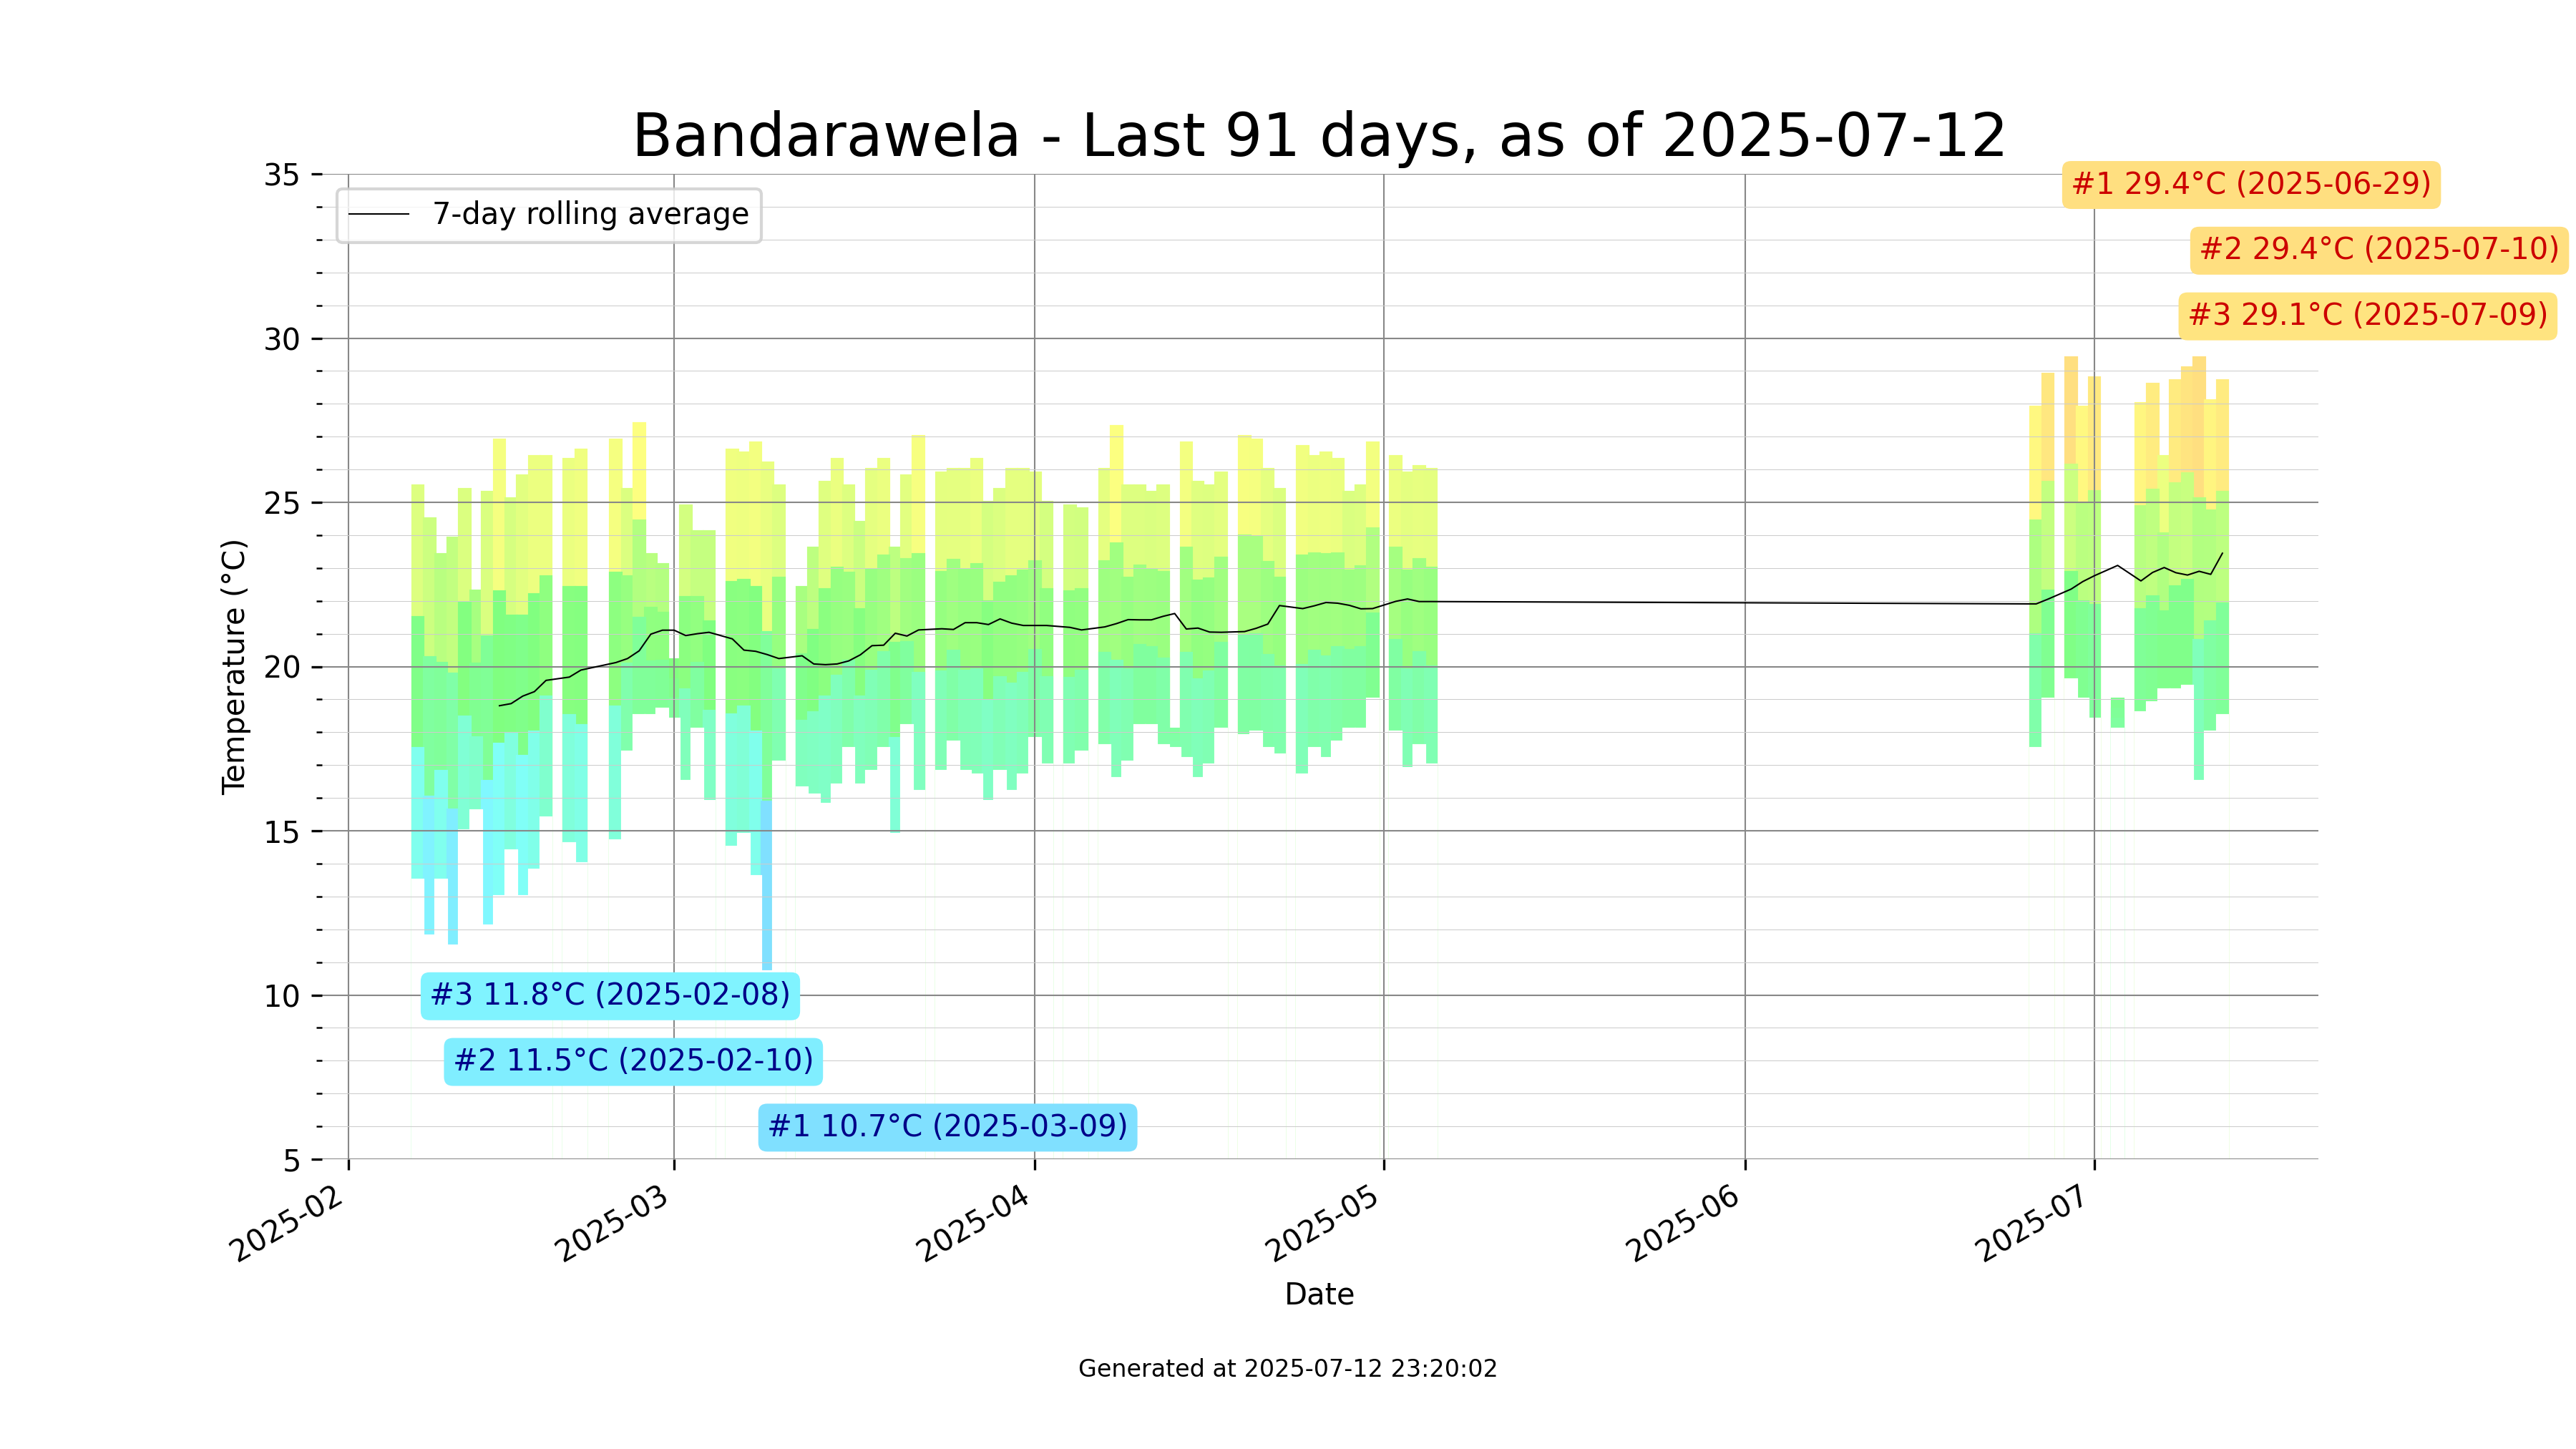 Bandarawela - Last 91 days, as of 2025-07-12
35
#1 29.4°C (2025-06-29)
7-day rolling average
#2 29.4°C (2025-07-10)
#3 29.1°C (2025-07-09)
30
25
Temperature (°C)
20
15
10
#3 11.8°C (2025-02-08)
#2 11.5°C (2025-02-10)
#1 10.7°C (2025-03-09)
5
2025-02
2025-03
2025-04
2025-05
2025-06
2025-07
Date
Generated at 2025-07-12 23:20:02